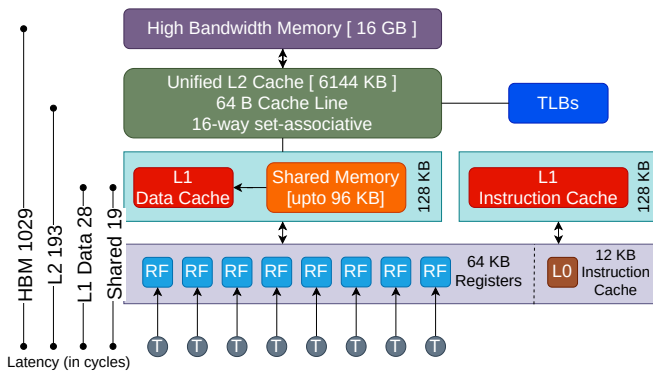 High Bandwidth Memory [ 16 GB ]
Unified L2 Cache [ 6144 KB ]
64 B Cache Line
16-way set-associative
TLBs
L1
Data Cache
Shared Memory
[upto 96 KB]
128 KB
L1
Instruction Cache
128 KB
HBM 1029
L2 193
L1 Data 28
Shared 19
RF RF RF RF RF RF RF RF
64 KB
Registers
L0
12 KB
Instruction
Cache
T T T T T T T T
Latency (in cycles)